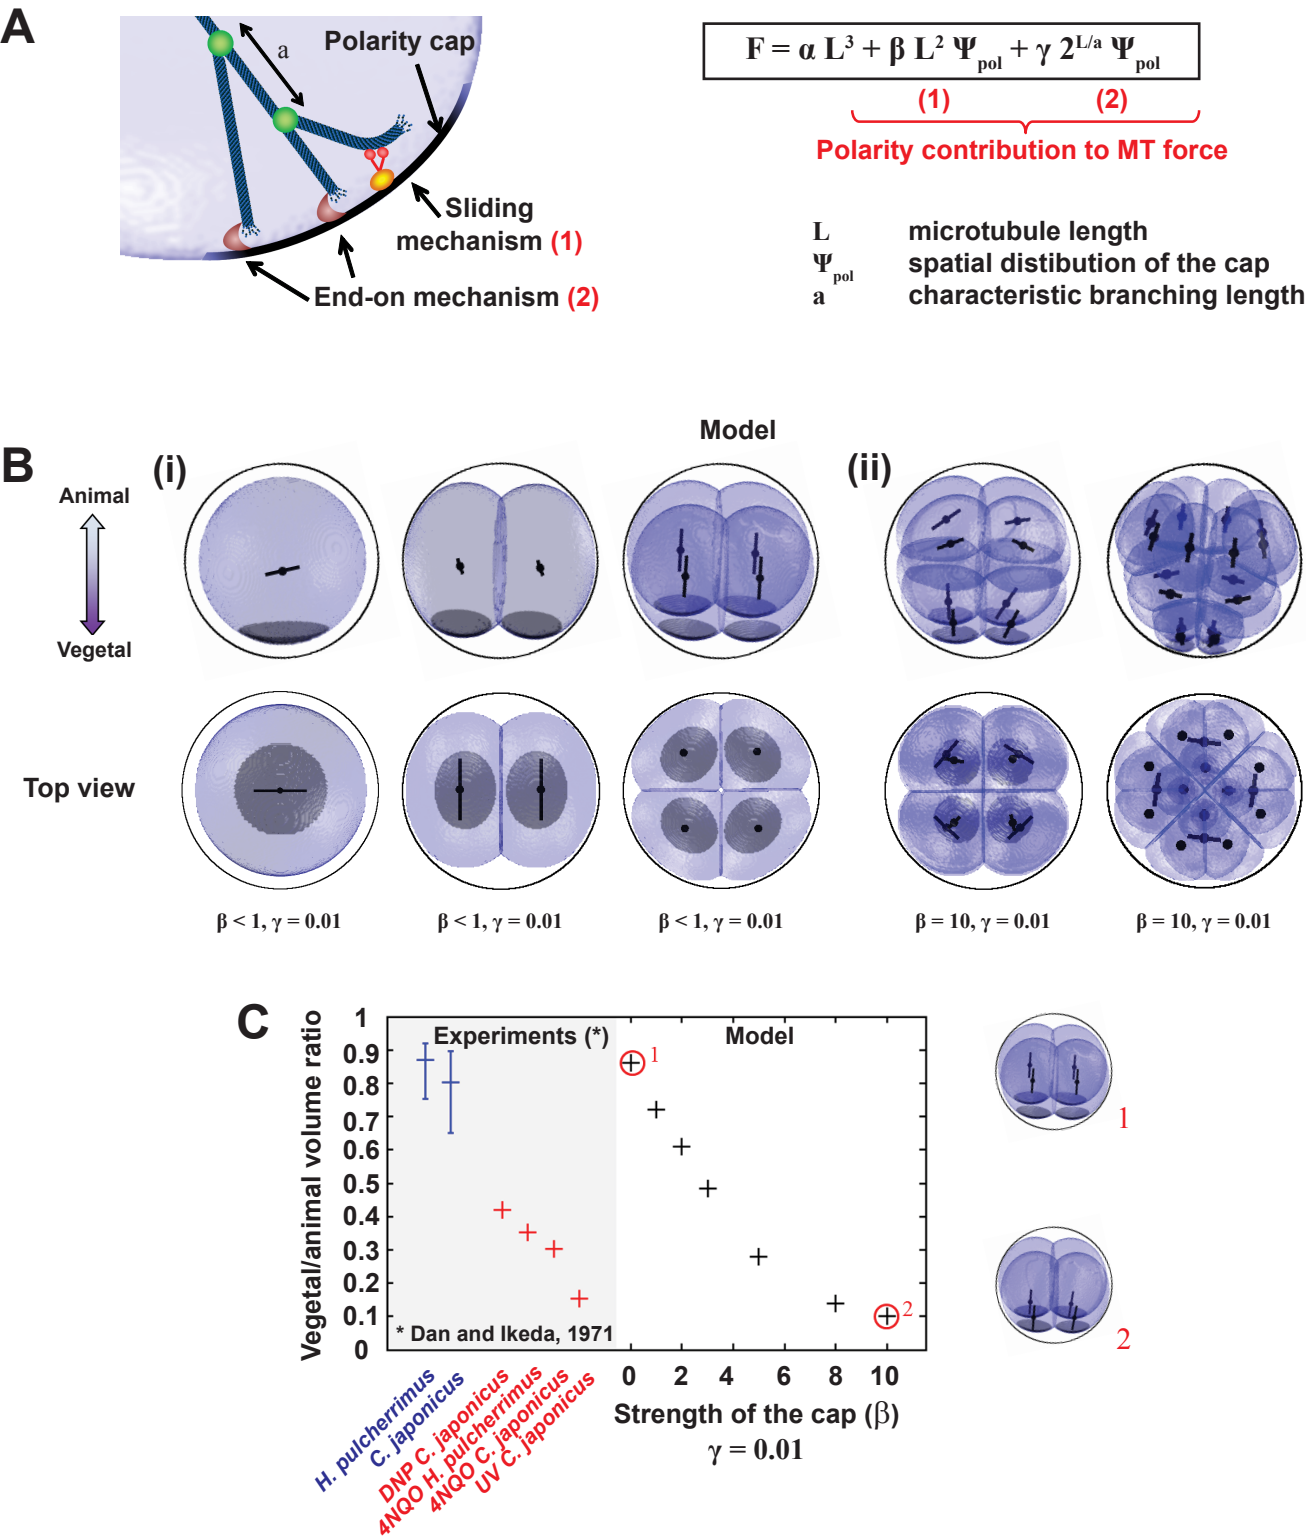 A
a
Polarity cap
Sliding
mechanism (1)
End-on mechanism (2)
F = α L³ + β L² Ψpol + γ 2^L/a Ψpol
(1) (2)
Polarity contribution to MT force
L microtubule length
Ψpol spatial distibution of the cap
a characteristic branching length
Model
B
(i)
(ii)
Animal
Vegetal
Top view
β < 1, γ = 0.01
β < 1, γ = 0.01
β < 1, γ = 0.01
β = 10, γ = 0.01
β = 10, γ = 0.01
C
Vegetal/animal volume ratio
1
0.9
0.8
0.7
0.6
0.5
0.4
0.3
0.2
0.1
0
Experiments (*)
Model
1
2
* Dan and Ikeda, 1971
H. pulcherrimus
C. japonicus
DNP C. japonicus
4NQO H. pulcherrimus
4NQO C. japonicus
UV C. japonicus
0 2 4 6 8 10
Strength of the cap (β)
γ = 0.01
1
2